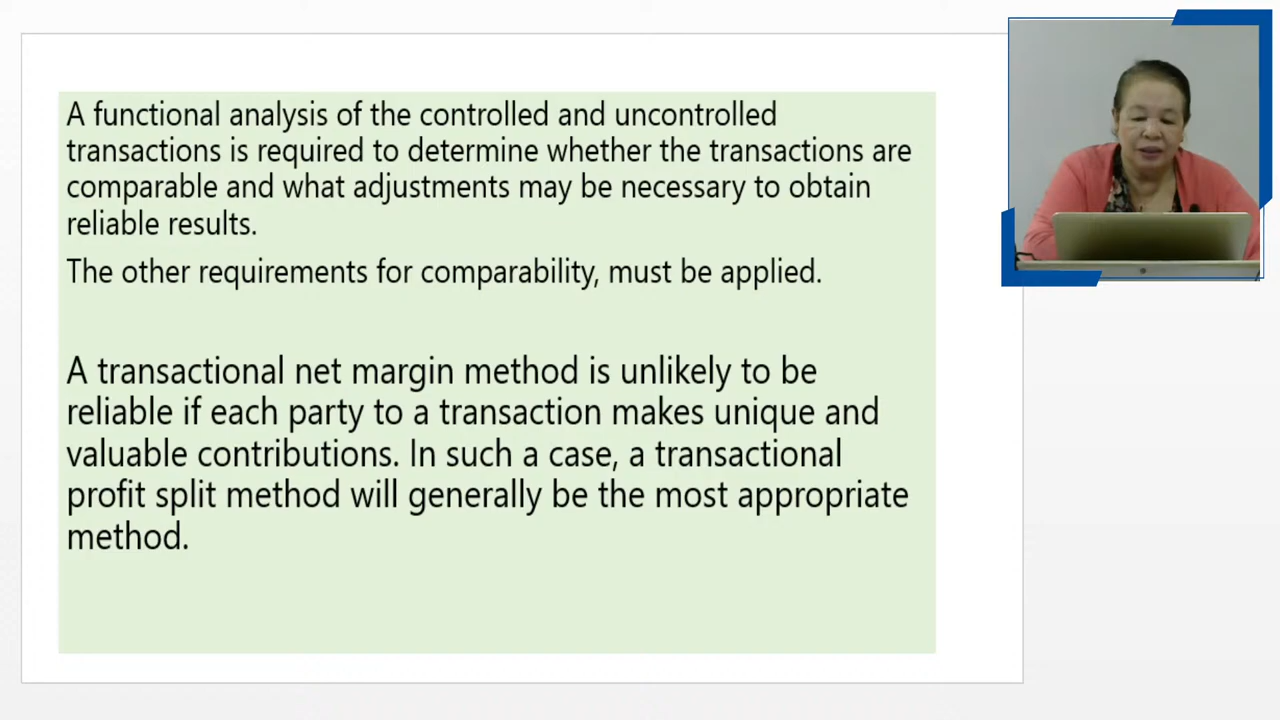 A functional analysis of the controlled and uncontrolled
transactions is required to determine whether the transactions are
comparable and what adjustments may be necessary to obtain
reliable results.
The other requirements for comparability, must be applied.
A transactional net margin method is unlikely to be
reliable if each party to a transaction makes unique and
valuable contributions. In such a case, a transactional
profit split method will generally be the most appropriate
method.